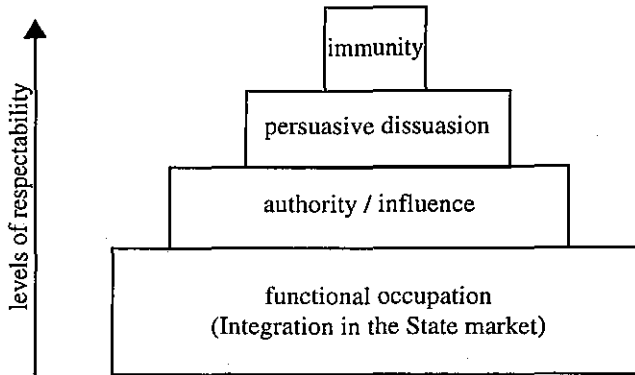 immunity
persuasive dissuasion
authority / influence
functional occupation
(Integration in the State market)
levels of respectability